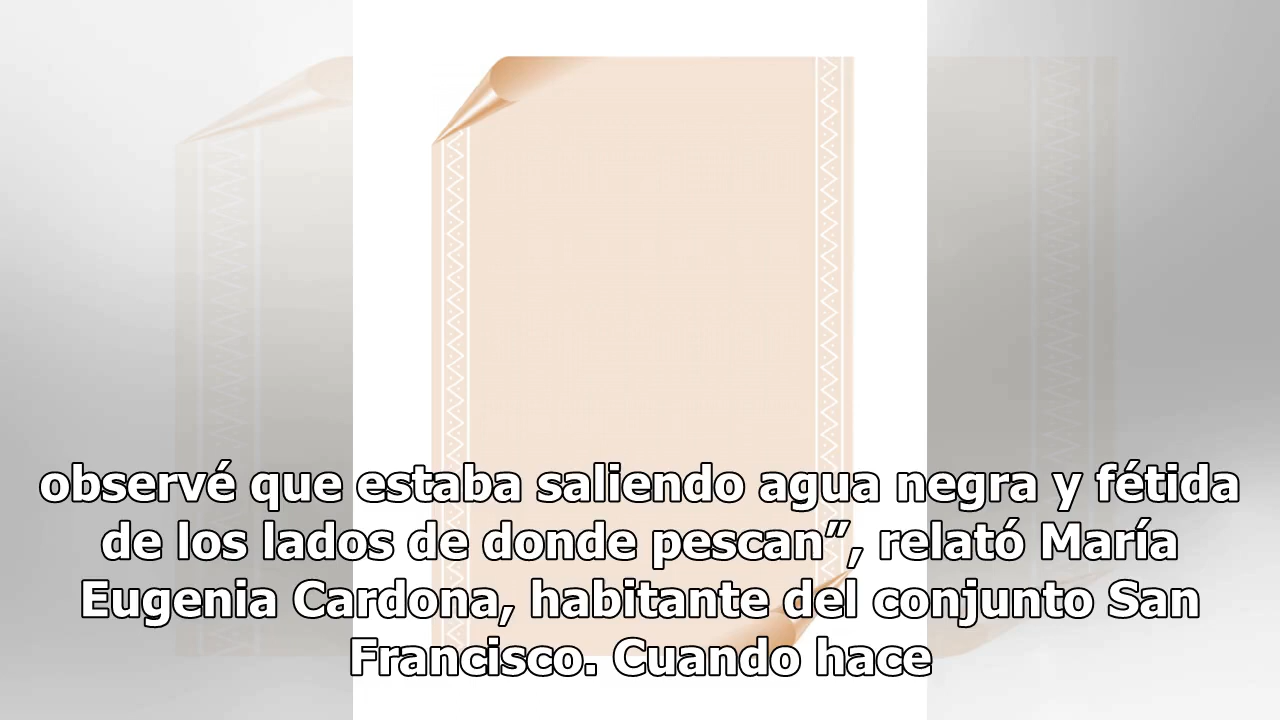 observé que estaba saliendo agua negra y fétida
de los lados de donde pescan”, relató María
Eugenia Cardona, habitante del conjunto San
Francisco. Cuando hace